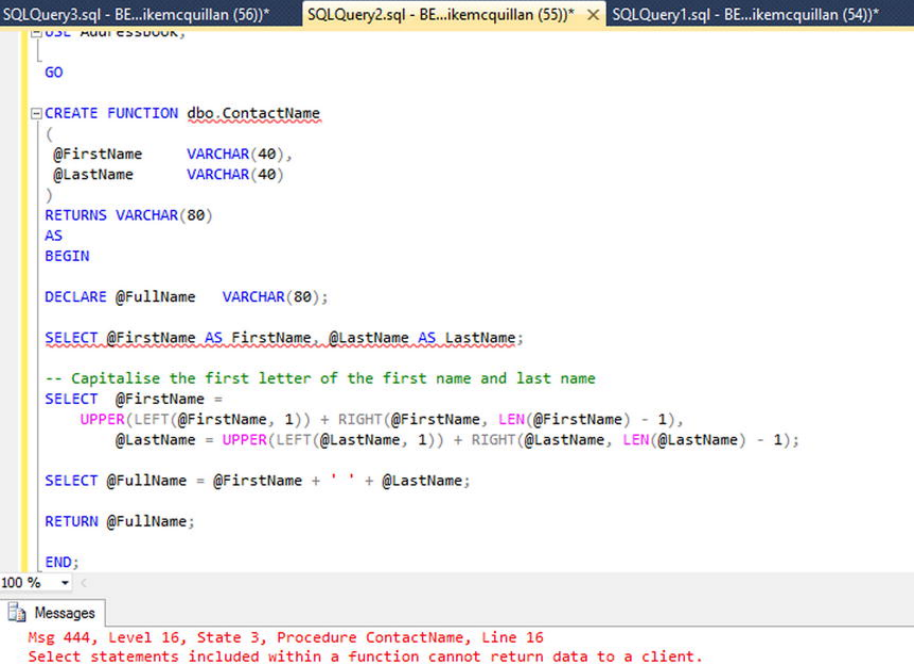 SQLQuery3.sql - BE...ikemcquillan (56))*
SQLQuery2.sql - BE...ikemcquillan (55))*
SQLQuery1.sql - BE...ikemcquillan (54))*
USE AddressBook;
GO
CREATE FUNCTION dbo.ContactName
(
@FirstName VARCHAR(40),
@LastName VARCHAR(40)
)
RETURNS VARCHAR(80)
AS
BEGIN
DECLARE @FullName VARCHAR(80);
SELECT @FirstName AS FirstName, @LastName AS LastName;
-- Capitalise the first letter of the first name and last name
SELECT @FirstName =
UPPER(LEFT(@FirstName, 1)) + RIGHT(@FirstName, LEN(@FirstName) - 1),
@LastName = UPPER(LEFT(@LastName, 1)) + RIGHT(@LastName, LEN(@LastName) - 1);
SELECT @FullName = @FirstName + ' ' + @LastName;
RETURN @FullName;
END;
100 %
Messages
Msg 444, Level 16, State 3, Procedure ContactName, Line 16
Select statements included within a function cannot return data to a client.